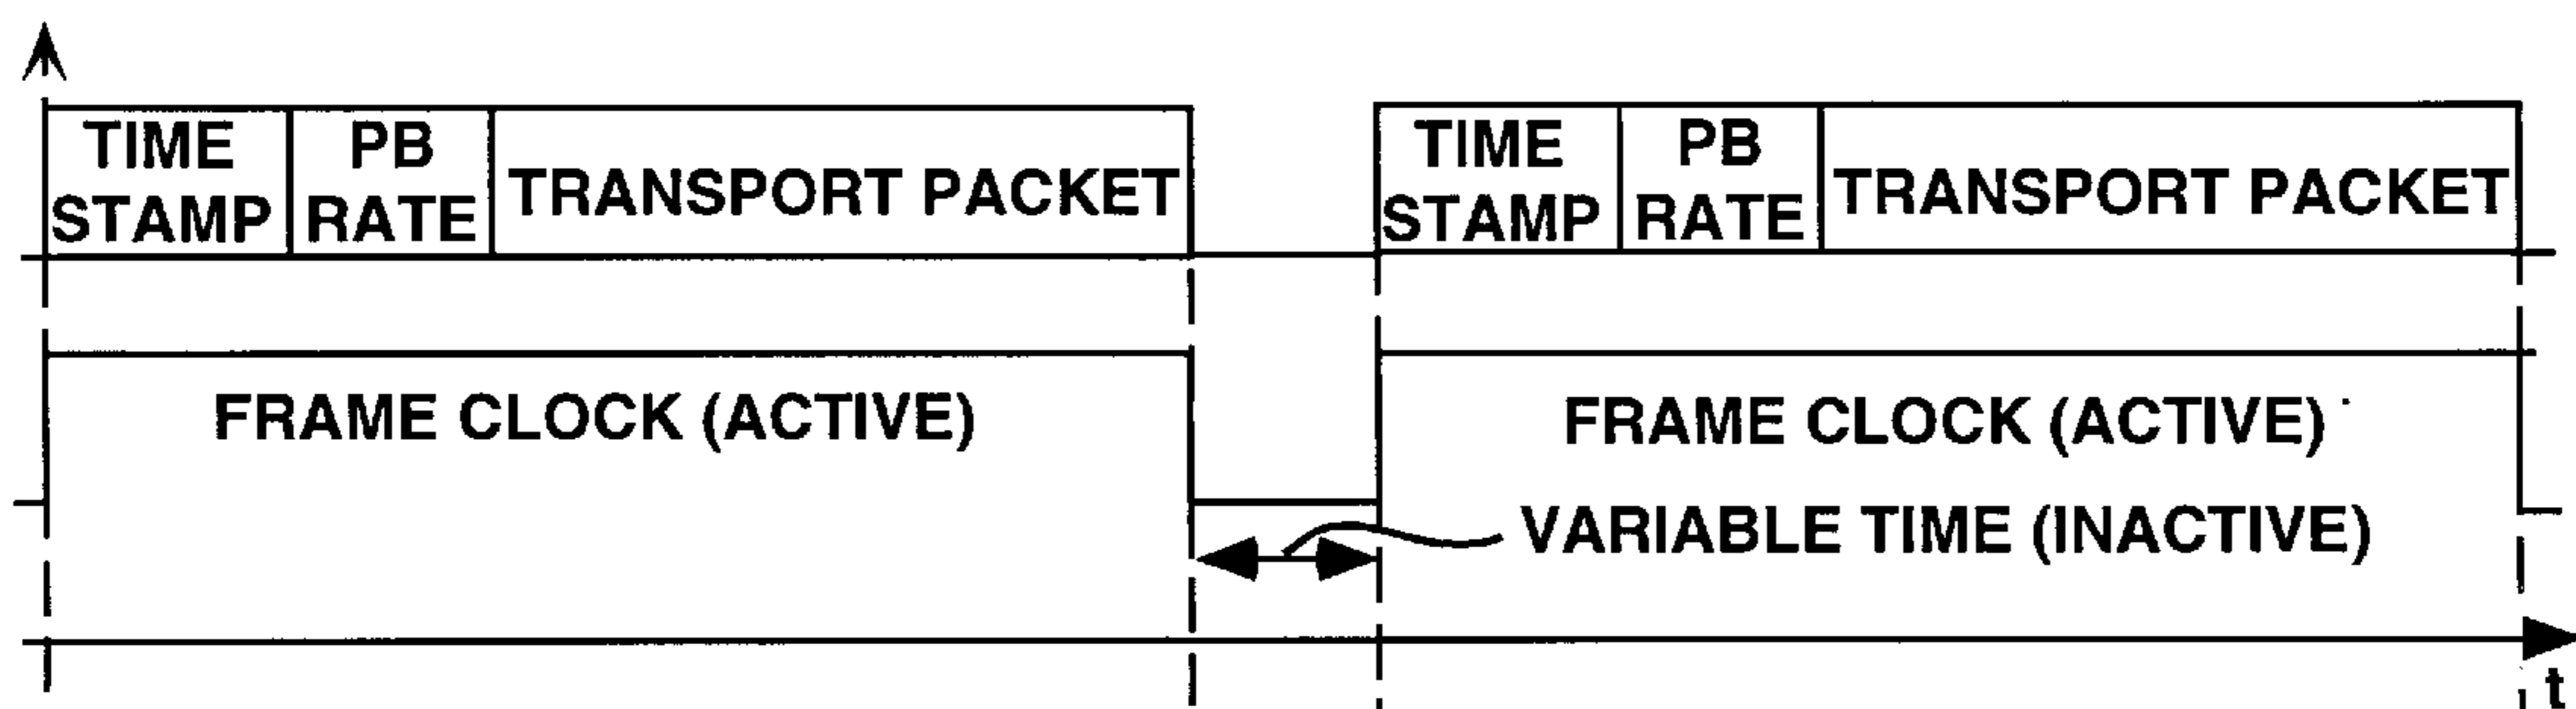 TIME STAMP
PB RATE
TRANSPORT PACKET
TIME STAMP
PB RATE
TRANSPORT PACKET
FRAME CLOCK (ACTIVE)
FRAME CLOCK (ACTIVE)
VARIABLE TIME (INACTIVE)
t